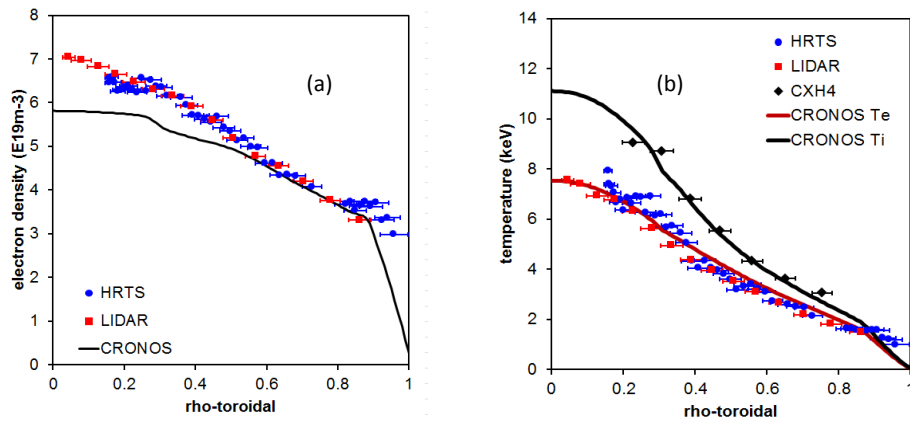 8
7
6
5
4
3
2
1
0
electron density (E19m-3)
(a)
HRTS
LIDAR
CRONOS
0
0.2
0.4
0.6
0.8
1
rho-toroidal
12
10
8
6
4
2
0
temperature (keV)
(b)
HRTS
LIDAR
CXH4
CRONOS Te
CRONOS Ti
0.0
0.2
0.4
0.6
0.8
1.
rho-toroidal